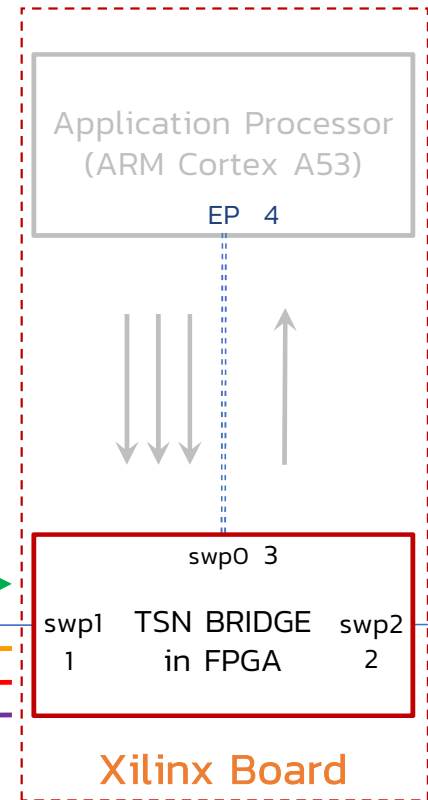 Application Processor
(ARM Cortex A53)
EP 4
swp0 3
swp1 TSN BRIDGE swp2
1 in FPGA 2
Xilinx Board